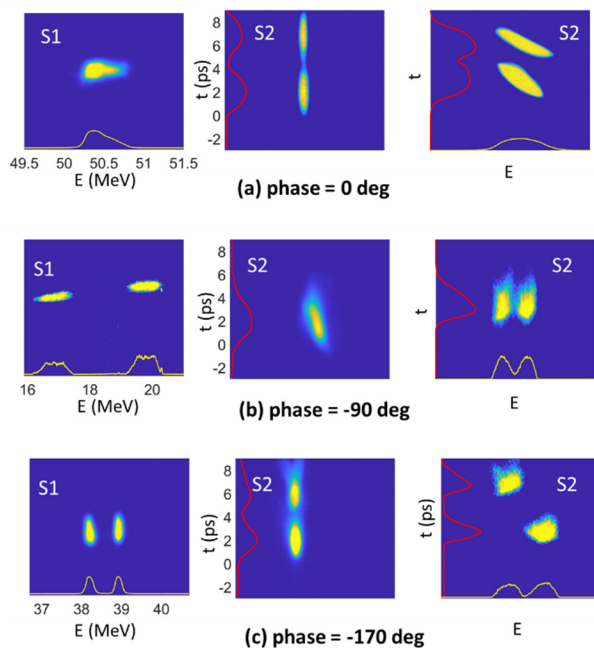 S1
49.5 50 50.5 51 51.5
E (MeV)
S2
8
6
4
2
0
-2
t (ps)
S2
t
E
(a) phase = 0 deg
S1
16 18 20
E (MeV)
S2
8
6
4
2
0
-2
t (ps)
S2
t
E
(b) phase = -90 deg
S1
37 38 39 40
E (MeV)
S2
8
6
4
2
0
-2
t (ps)
S2
t (ps)
E
(c) phase = -170 deg